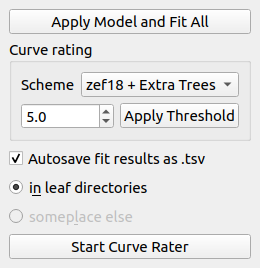 Apply Model and Fit All
Curve rating
Scheme zef18 + Extra Trees
5.0 Apply Threshold
Autosave fit results as .tsv
in leaf directories
someplace else
Start Curve Rater